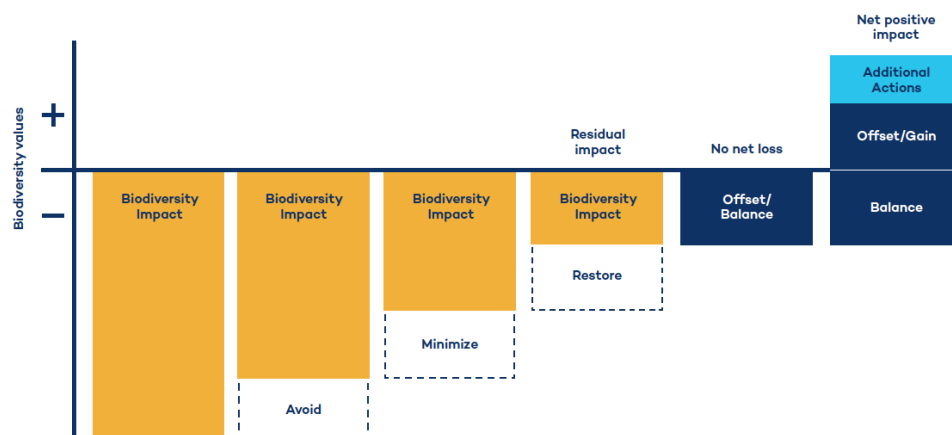 Net positive
impact
Additional
Actions
Offset/Gain
Balance
Biodiversity values
+
−
Residual
impact
No net loss
Biodiversity
Impact
Biodiversity
Impact
Biodiversity
Impact
Biodiversity
Impact
Offset/
Balance
Restore
Minimize
Avoid